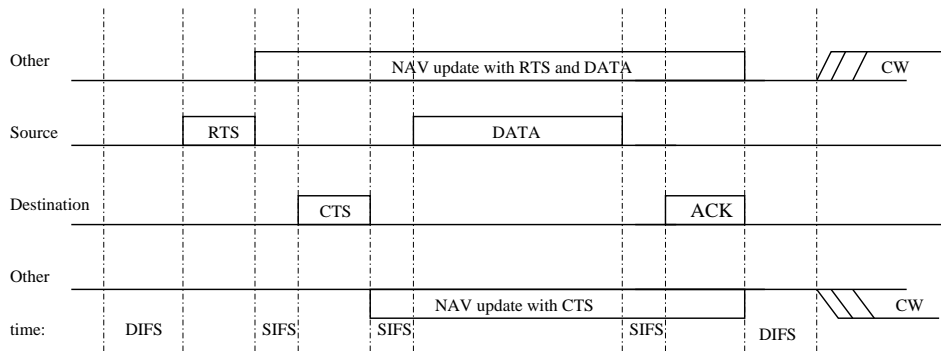 Other
NAV update with RTS and DATA
CW
Source
RTS
DATA
Destination
CTS
ACK
Other
NAV update with CTS
CW
time:
DIFS
SIFS
SIFS
SIFS
DIFS